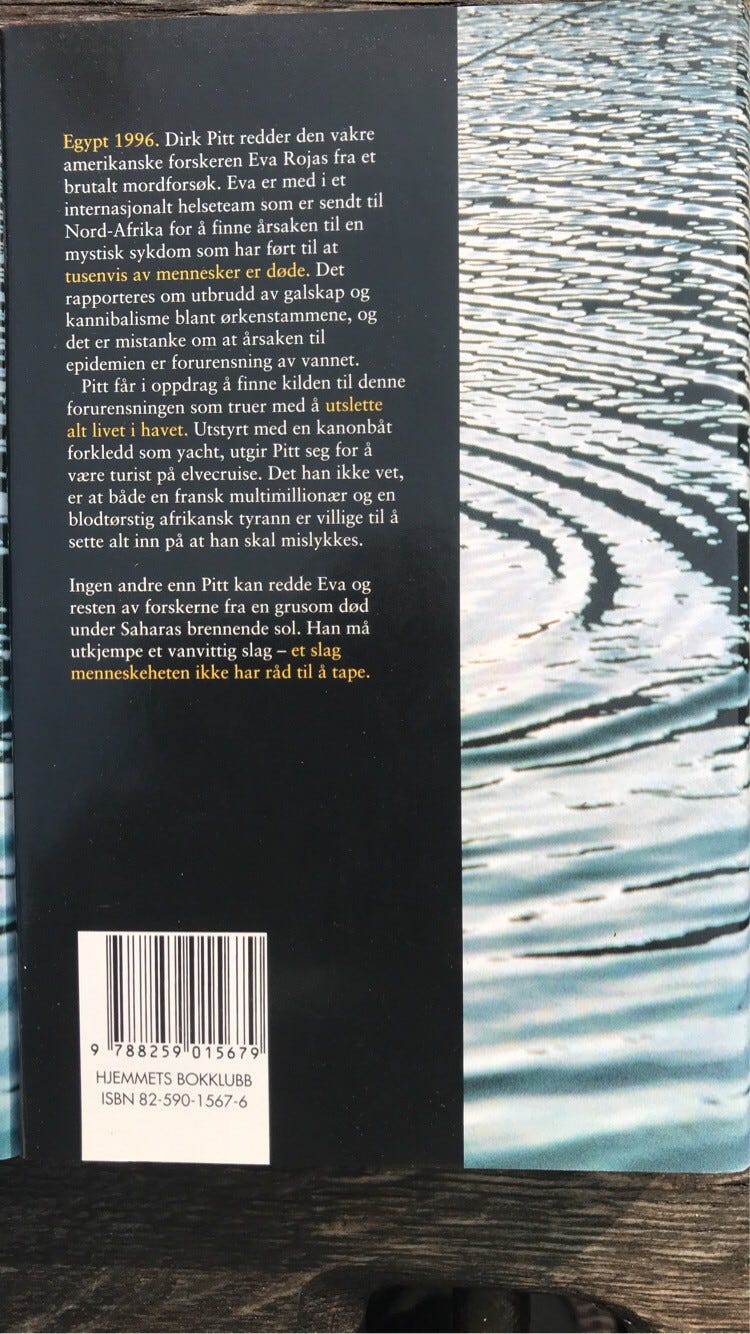 Egypt 1996. Dirk Pitt redder den vakre
amerikanske forskeren Eva Rojas fra et
brutalt mordforsøk. Eva er med i et
internasjonalt helseteam som er sendt til
Nord-Afrika for å finne årsaken til en
mystisk sykdom som har ført til at
tusenvis av mennesker er døde. Det
rapporteres om utbrudd av galskap og
kannibalisme blant ørkenstammene, og
det er mistanke om at årsaken til
epidemien er forurensning av vannet.
Pitt får i oppdrag å finne kilden til denne
forurensningen som truer med å utslette
alt livet i havet. Utstyrt med en kanonbåt
forkledd som yacht, utgir Pitt seg for å
være turist på elvecruise. Det han ikke vet,
er at både en fransk multimillionær og en
blodtørstig afrikansk tyrann er villige til å
sette alt inn på at han skal mislykkes.
Ingen andre enn Pitt kan redde Eva og
resten av forskerne fra en grusom død
under Saharas brennende sol. Han må
utkjempe et vanvittig slag – et slag
menneskeheten ikke har råd til å tape.
9 788259 015679
HJEMMETS BOKKLUBB
ISBN 82-590-1567-6